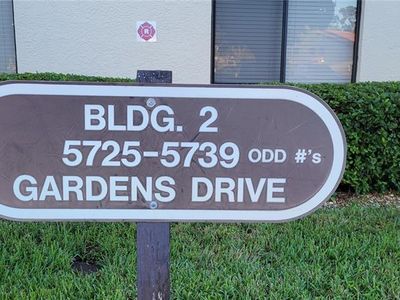 R
BLDG. 2
5725-5739 ODD #'s
GARDENS DRIVE